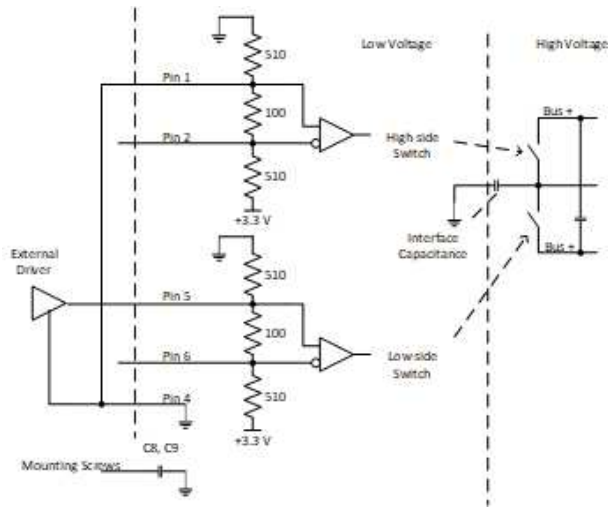 510
Low Voltage
High Voltage
Pin 1
100
Bus +
Pin 2
High-side
Switch
510
+3.3 V
Interface
Capacitance
Bus +
External
Driver
510
Pin 5
100
Pin 6
Low-side
Switch
510
Pin 4
+3.3 V
C8, C9
Mounting Screws